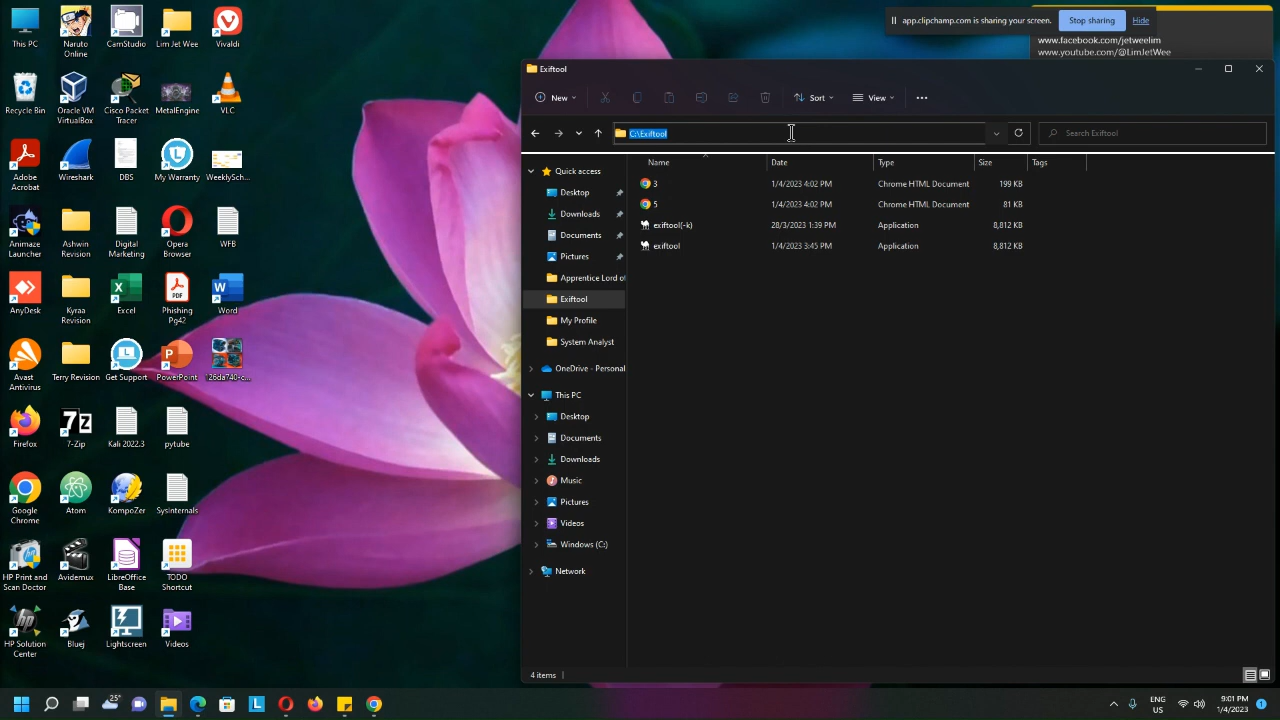 This PC
Naruto
Online
CamStudio
Lim Jet Wee
Vivaldi
Recycle Bin
Oracle VM
VirtualBox
Cisco Packet
Tracer
MetalEngine
VLC
Adobe
Acrobat
Wireshark
DBS
My Warranty
WeeklySch...
Animaze
Launcher
Ashwin
Revision
Digital
Marketing
Opera
Browser
WFB
AnyDesk
Kyraa
Revision
Excel
Phishing
Pg42
Word
Avast
Antivirus
Terry Revision
Get Support
PowerPoint
Firefox
7-Zip
Kali 2022.3
pytube
Google
Chrome
Atom
KompoZer
SysInternals
HP Print and
Scan Doctor
Avidemux
LibreOffice
Base
TODO
Shortcut
HP Solution
Center
Bluej
Lightscreen
Videos
app.clipchamp.com is sharing your screen.
Stop sharing
Hide
www.facebook.com/jetweelim
www.youtube.com/@LimJetWee
Exiftool
New
Sort
View
C:\Exiftool
Search Exiftool
Quick access
Desktop
Downloads
Documents
Pictures
Apprentice Lord of
Exiftool
My Profile
System Analyst
OneDrive - Personal
This PC
Desktop
Documents
Downloads
Music
Pictures
Videos
Windows (C:)
Network
Name Date Type Size Tags
3 1/4/2023 4:02 PM Chrome HTML Document 199 KB
5 1/4/2023 4:02 PM Chrome HTML Document 81 KB
exiftool(-k) 28/3/2023 1:39 PM Application 8,812 KB
exiftool 1/4/2023 3:45 PM Application 8,812 KB
4 items
25°
ENG
US
9:01 PM
1/4/2023
1